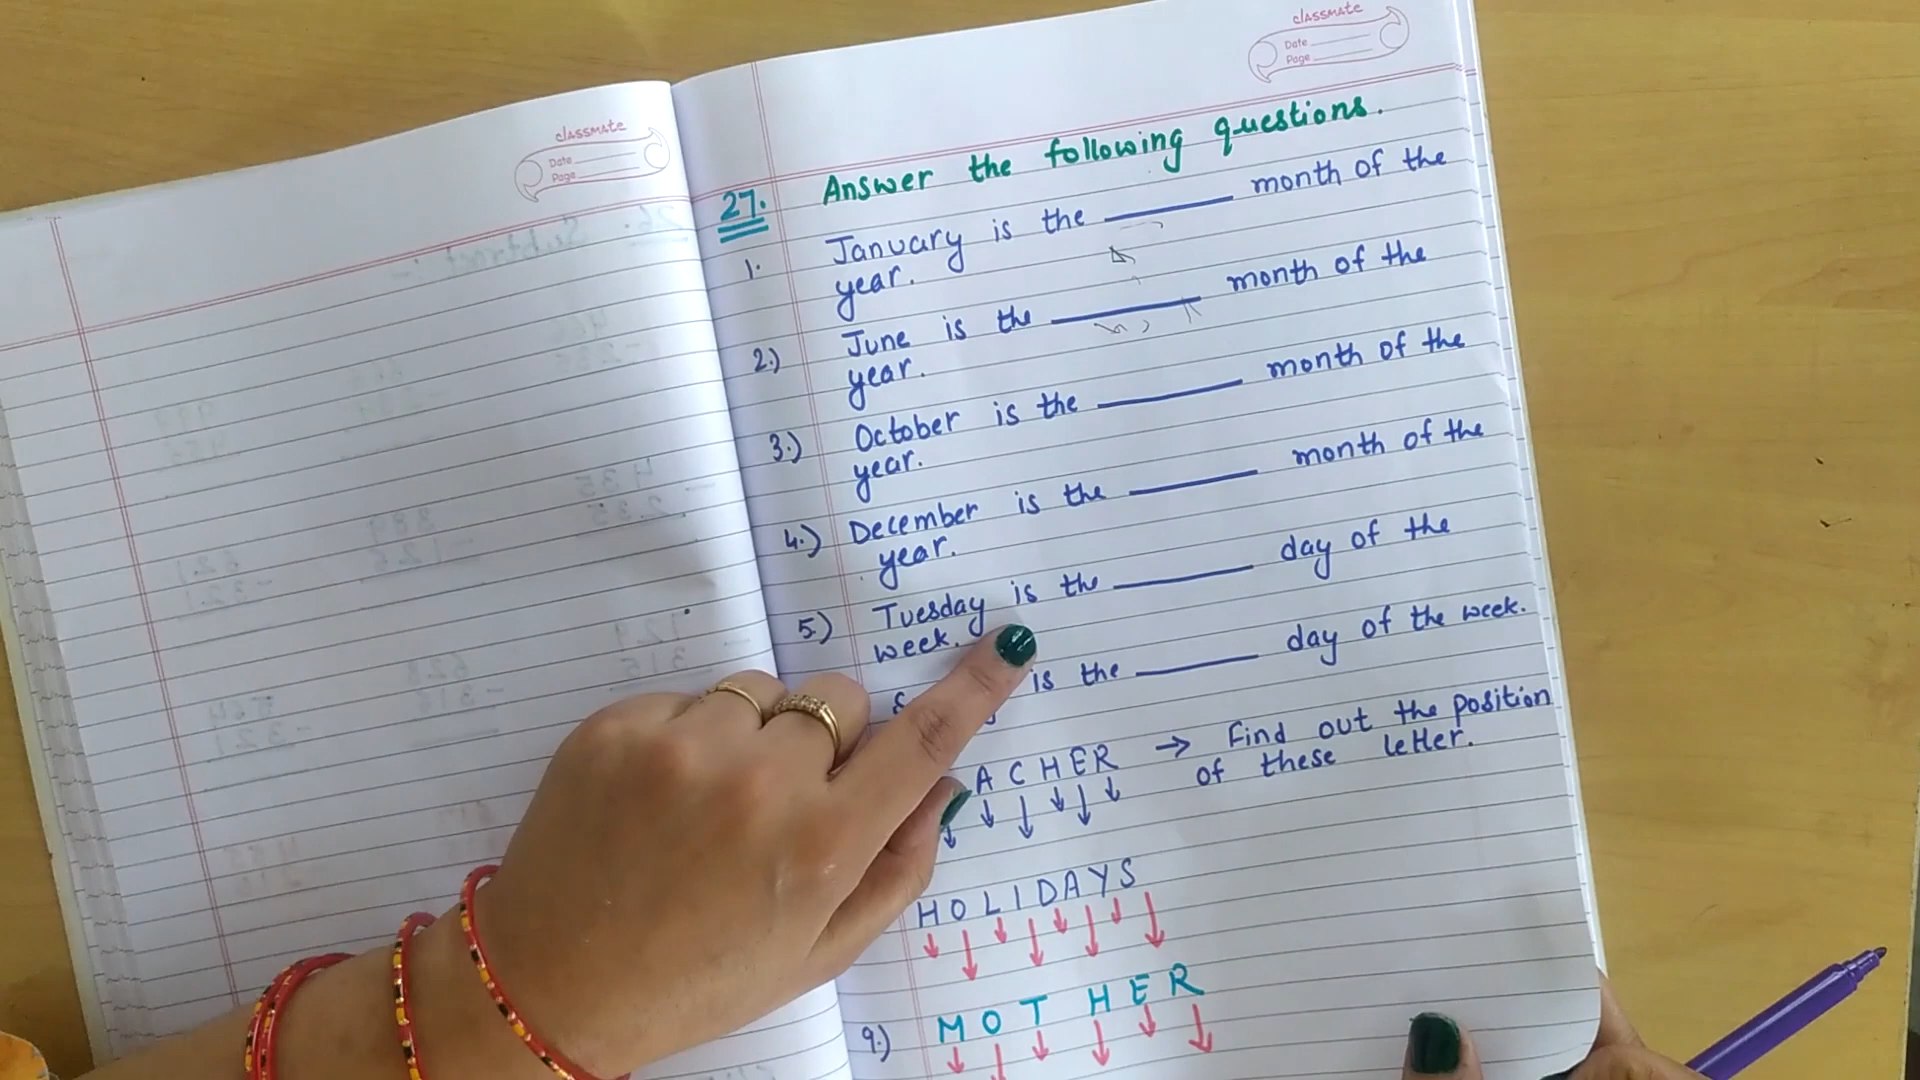 classmate
Date
Page
classmate
Date
Page
27. Answer the following questions.
1. January is the ______ month of the
year.
2.) June is the ______ month of the
year.
3.) October is the ______ month of the
year.
4.) December is the ______ month of the
year.
5.) Tuesday is the ______ day of the
week.
is the ______ day of the week.
ACHER → Find out the position
of these letter.
HOLIDAYS
9.) MOTHER